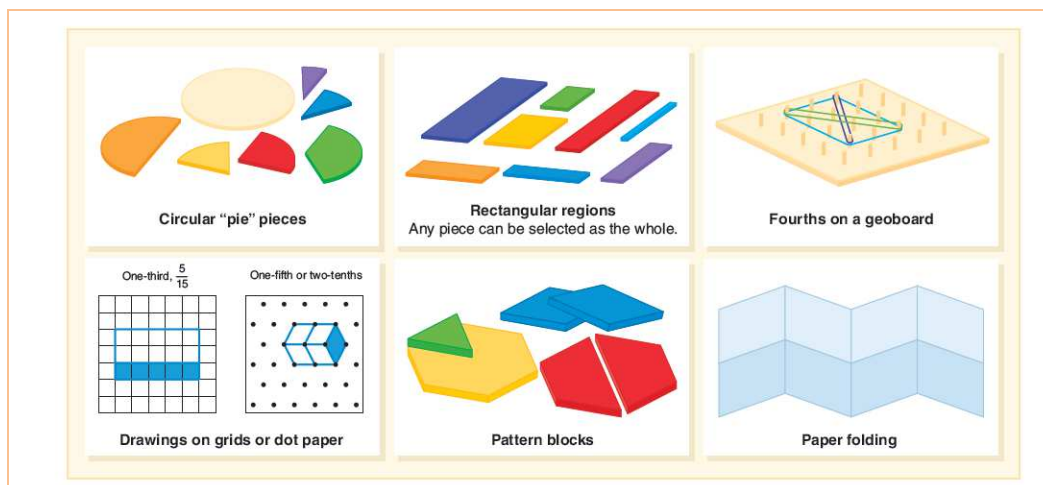 Circular “pie” pieces
Rectangular regions
Any piece can be selected as the whole.
Fourths on a geoboard
One-third, 5/15
One-fifth or two-tenths
Drawings on grids or dot paper
Pattern blocks
Paper folding